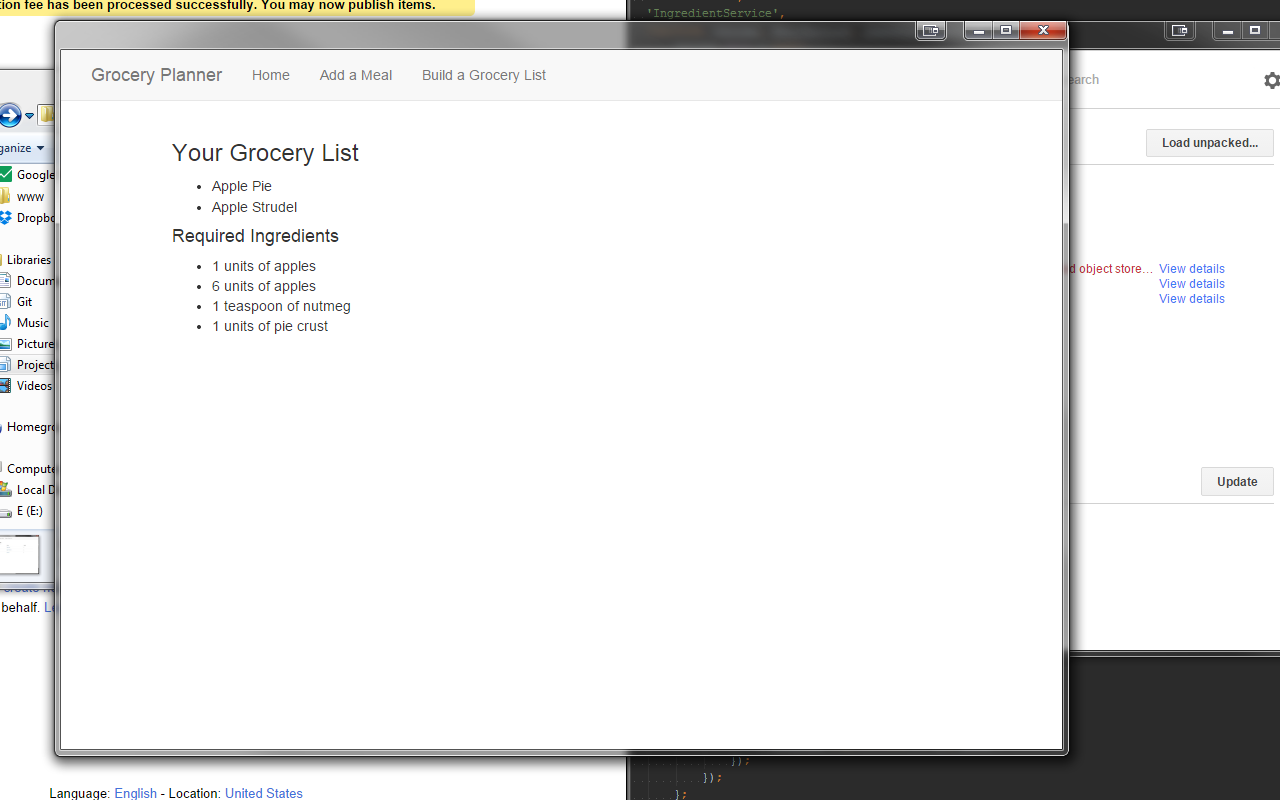 tion fee has been processed successfully. You may now publish items.
'IngredientService',
Grocery Planner Home Add a Meal Build a Grocery List
earch
ganize
Load unpacked...
Your Grocery List
Google
Apple Pie
www
Apple Strudel
Dropbo
Required Ingredients
Libraries
1 units of apples
d object store... View details
Docum
6 units of apples
View details
Git
1 teaspoon of nutmeg
View details
Music
1 units of pie crust
Picture
Project
Videos
Homegro
Compute
Local D
Update
E (E:)
behalf. Le
});
});
};
Language: English - Location: United States